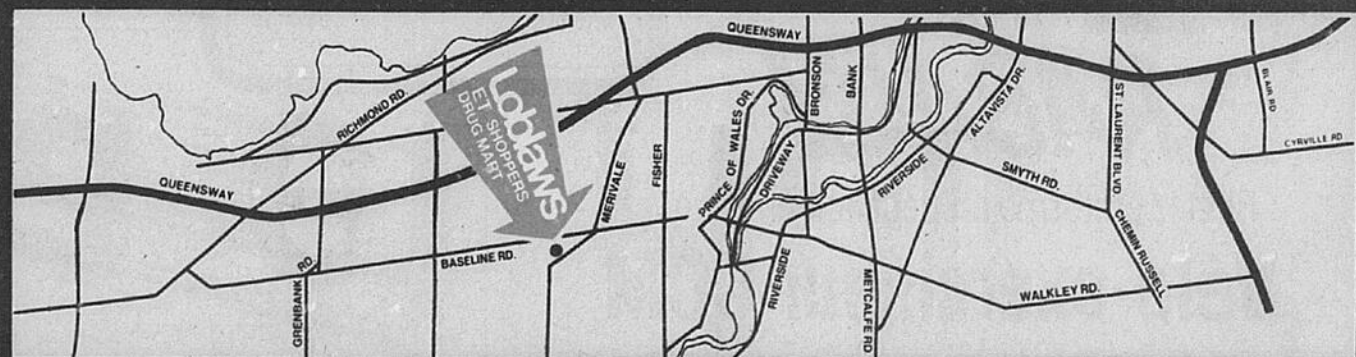 QUEENSWAY
RICHMOND RD.
Loblaws
ET SHOPPERS
DRUG MART
QUEENSWAY
BASELINE RD.
GRENBANK
RD.
MERIVALE
FISHER
PRINCE OF WALES DR.
DRIVEWAY
BRONSON
BANK
RIVERSIDE
ALTAVISTA DR.
RIVERSIDE
METCALFE RD
SMYTH RD.
WALKLEY RD.
ST. LAURENT BLVD
CHEMIN RUSSELL
BLAIR RD
CYRVILLE RD